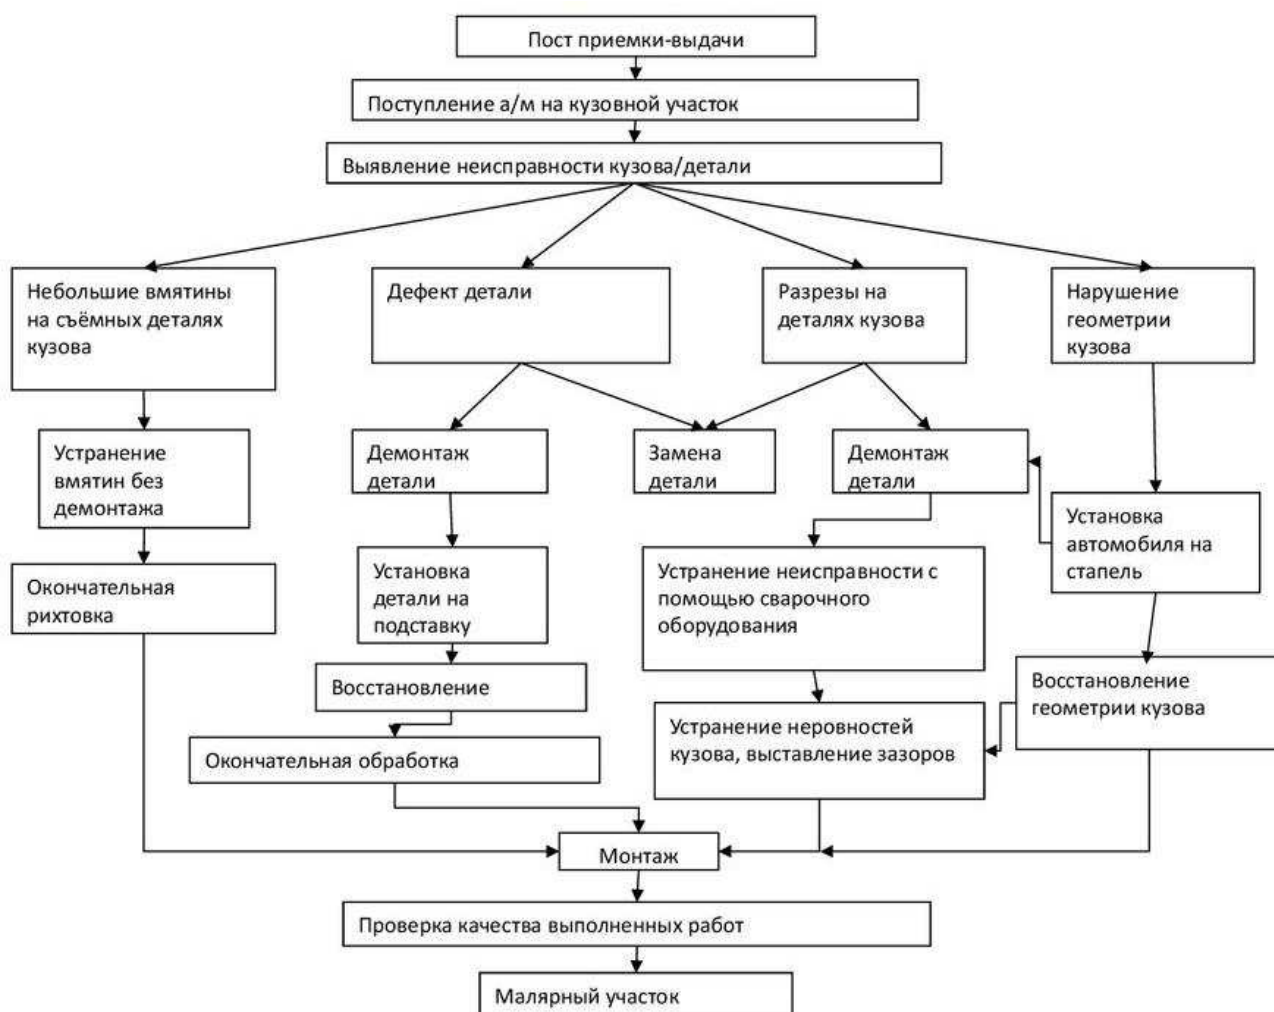 Пост приемки-выдачи
Поступление а/м на кузовной участок
Выявление неисправности кузова/детали
Небольшие вмятины
на съёмных деталях
кузова
Дефект детали
Разрезы на
деталях кузова
Нарушение
геометрии
кузова
Устранение
вмятин без
демонтажа
Демонтаж
детали
Замена
детали
Демонтаж
детали
Установка
автомобиля на
стапель
Окончательная
рихтовка
Установка
детали на
подставку
Устранение неисправности с
помощью сварочного
оборудования
Восстановление
Восстановление
геометрии кузова
Окончательная обработка
Устранение неровностей
кузова, выставление зазоров
Монтаж
Проверка качества выполненных работ
Малярный участок